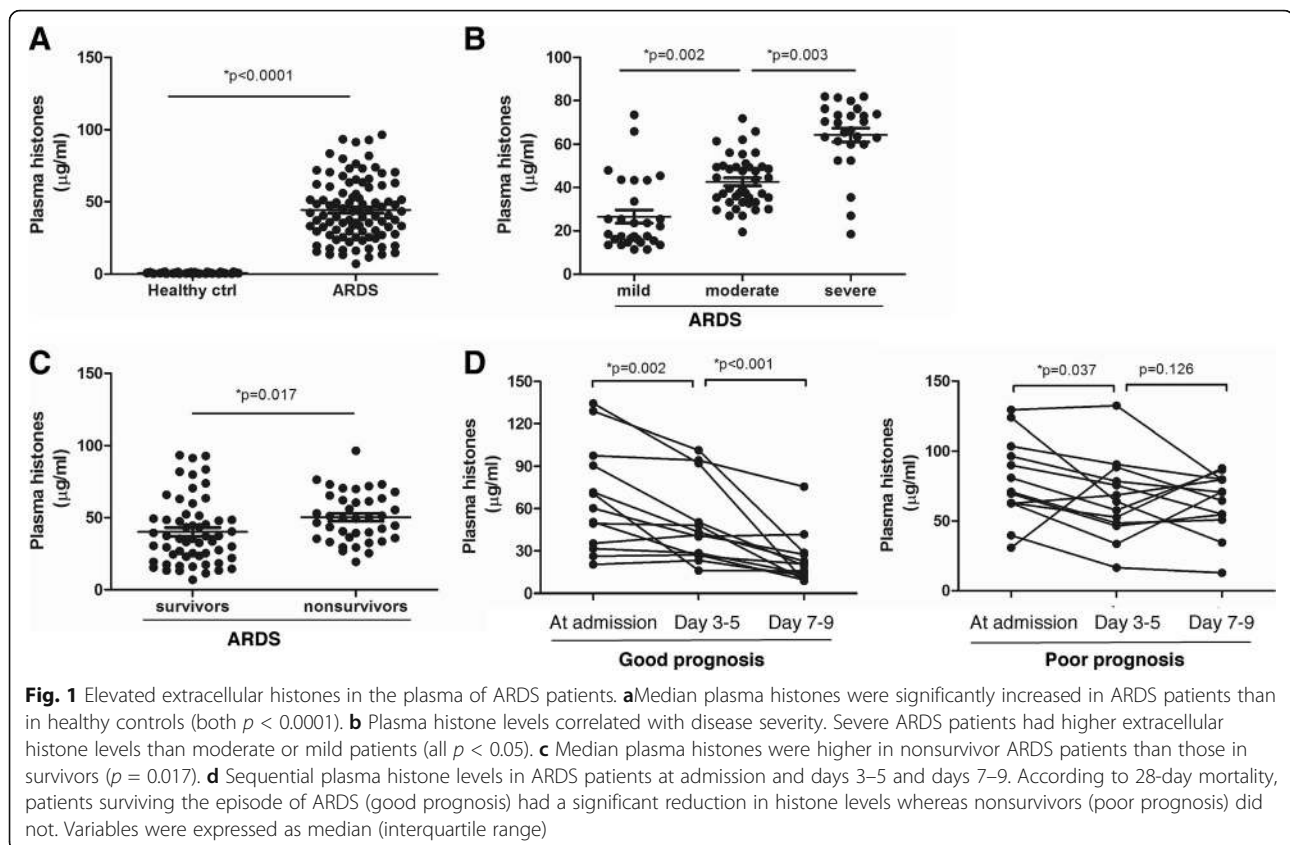 A
B
*p<0.0001
*p=0.002
*p=0.003
Plasma histones
(μg/ml)
150
100
50
0
Healthy ctrl
ARDS
Plasma histones
(μg/ml)
100
80
60
40
20
0
mild
moderate
severe
ARDS
C
*p=0.017
Plasma histones
(μg/ml)
150
100
50
0
survivors
nonsurvivors
ARDS
D
*p=0.002
*p<0.001
Plasma histones
(μg/ml)
150
120
90
60
30
0
At admission
Day 3-5
Day 7-9
Good prognosis
*p=0.037
p=0.126
Plasma histones
(μg/ml)
150
100
50
0
At admission
Day 3-5
Day 7-9
Poor prognosis
Fig. 1 Elevated extracellular histones in the plasma of ARDS patients. aMedian plasma histones were significantly increased in ARDS patients than
in healthy controls (both p < 0.0001). b Plasma histone levels correlated with disease severity. Severe ARDS patients had higher extracellular
histone levels than moderate or mild patients (all p < 0.05). c Median plasma histones were higher in nonsurvivor ARDS patients than those in
survivors (p = 0.017). d Sequential plasma histone levels in ARDS patients at admission and days 3–5 and days 7–9. According to 28-day mortality,
patients surviving the episode of ARDS (good prognosis) had a significant reduction in histone levels whereas nonsurvivors (poor prognosis) did
not. Variables were expressed as median (interquartile range)